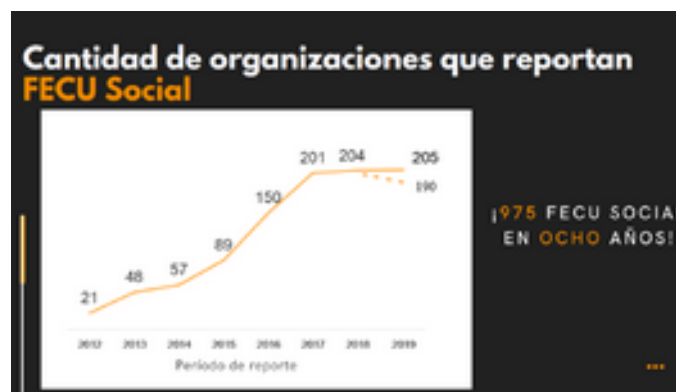 Cantidad de organizaciones que reportan
FECU Social
201 204 205
190
150
89
57
48
21
2012 2013 2014 2015 2016 2017 2018 2019
Período de reporte
¡975 FECU SOCIA
EN OCHO AÑOS!